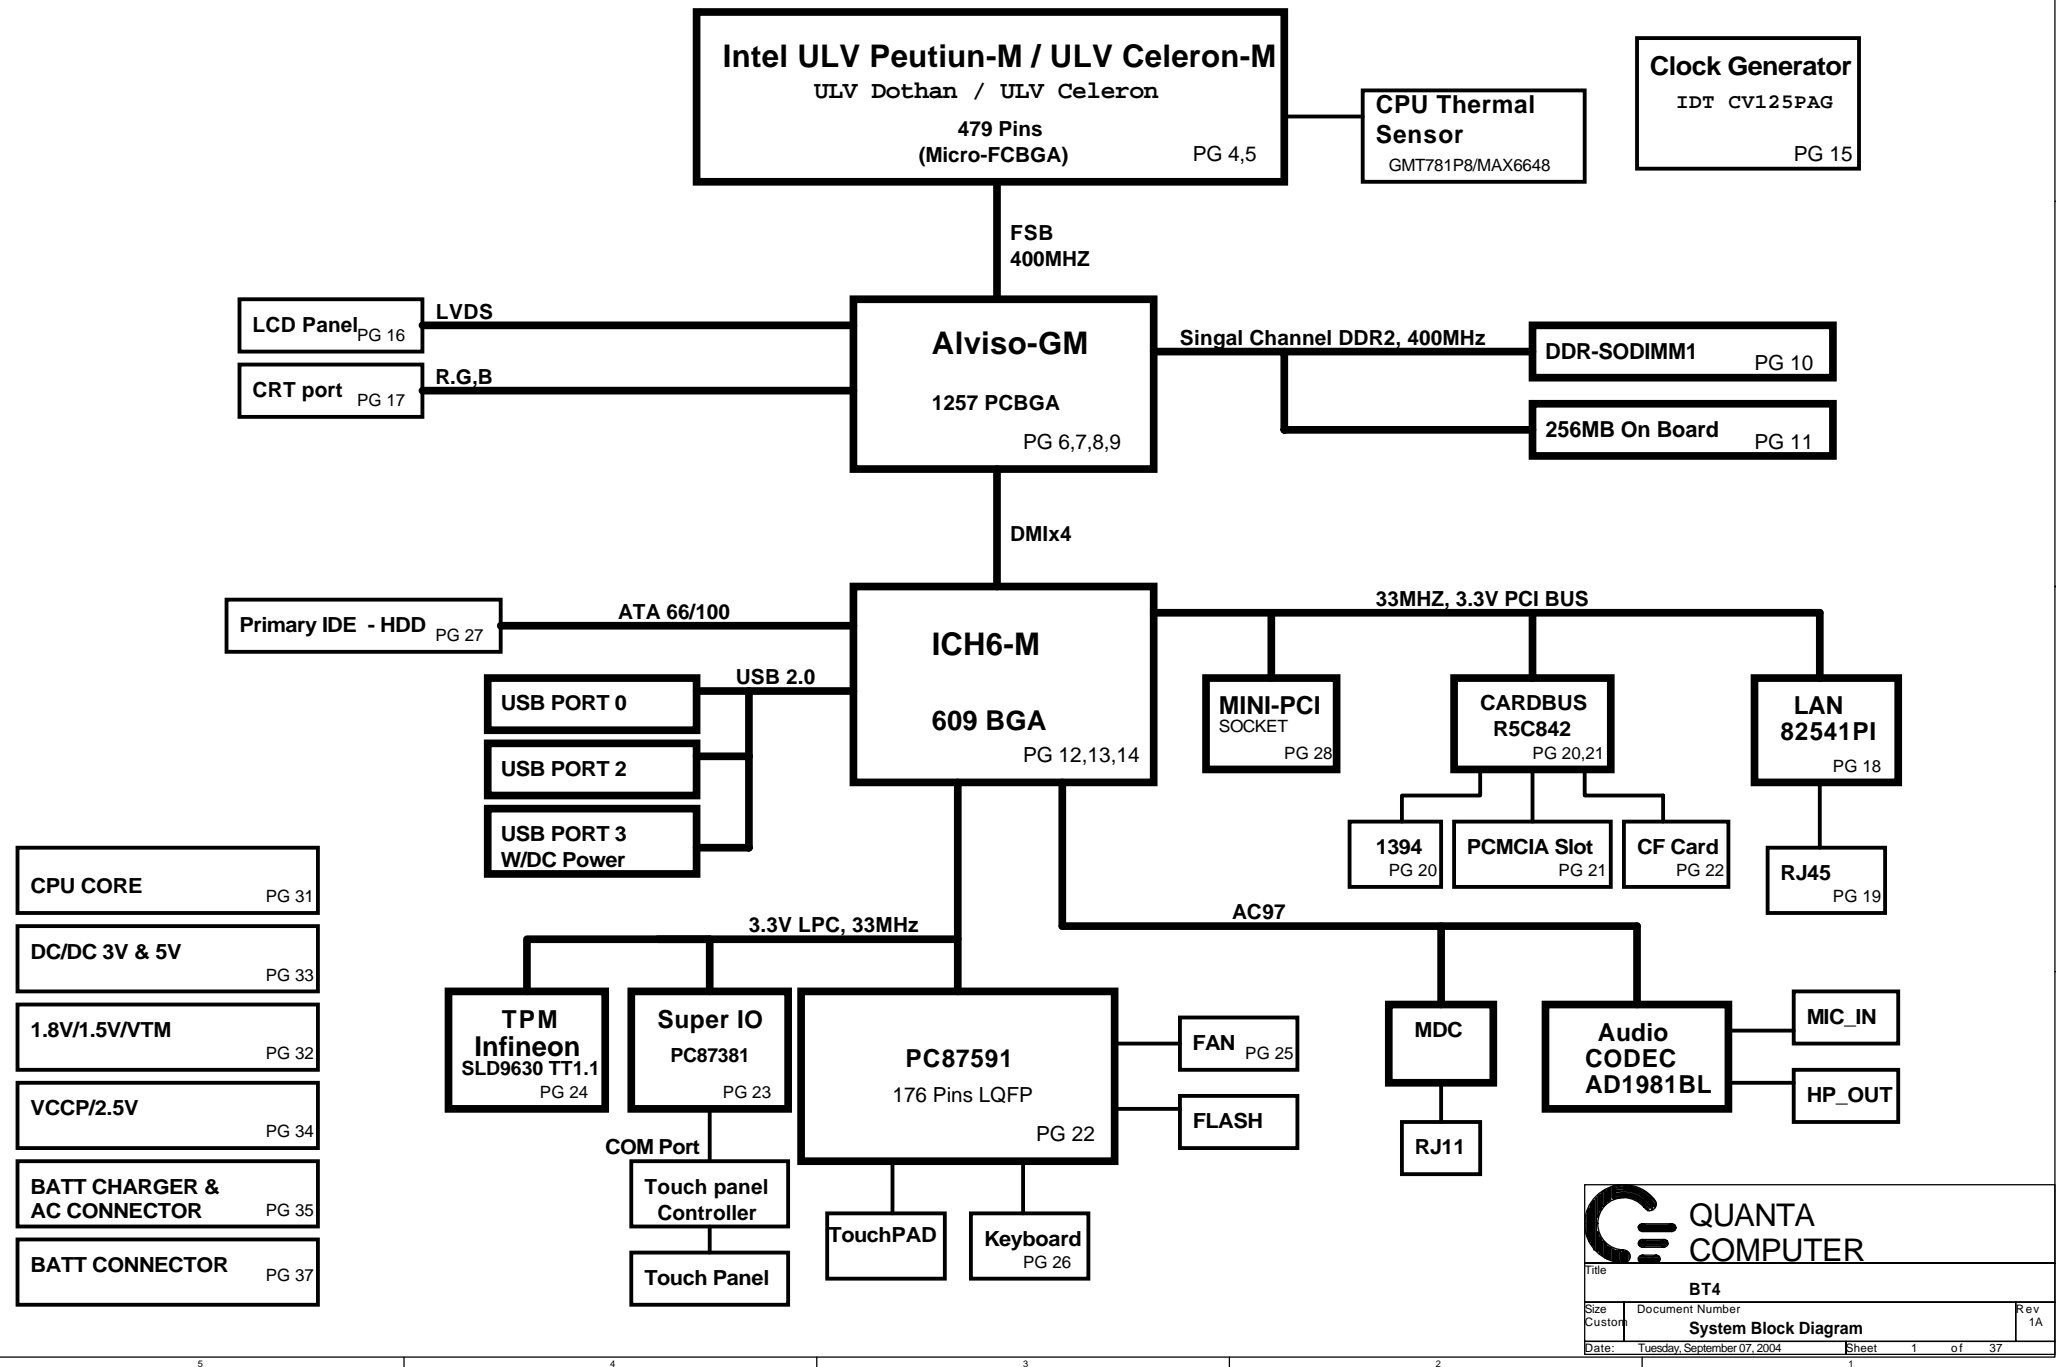 Intel ULV Peutiun-M / ULV Celeron-M
ULV Dothan / ULV Celeron
479 Pins
(Micro-FCBGA)
PG 4,5
CPU Thermal
Sensor
GMT781P8/MAX6648
Clock Generator
IDT CV125PAG
PG 15
FSB
400MHZ
LCD Panel
PG 16
LVDS
CRT port
PG 17
R.G,B
Alviso-GM
1257 PCBGA
PG 6,7,8,9
Singal Channel DDR2, 400MHz
DDR-SODIMM1
PG 10
256MB On Board
PG 11
DMIx4
Primary IDE - HDD
PG 27
ATA 66/100
ICH6-M
609 BGA
PG 12,13,14
USB 2.0
USB PORT 0
USB PORT 2
USB PORT 3
W/DC Power
33MHZ, 3.3V PCI BUS
MINI-PCI
SOCKET
PG 28
CARDBUS
R5C842
PG 20,21
LAN
82541PI
PG 18
1394
PG 20
PCMCIA Slot
PG 21
CF Card
PG 22
RJ45
PG 19
CPU CORE
PG 31
DC/DC 3V & 5V
PG 33
1.8V/1.5V/VTM
PG 32
VCCP/2.5V
PG 34
BATT CHARGER &
AC CONNECTOR
PG 35
BATT CONNECTOR
PG 37
3.3V LPC, 33MHz
AC97
TPM
Infineon
SLD9630 TT1.1
PG 24
Super IO
PC87381
PG 23
COM Port
Touch panel
Controller
Touch Panel
PC87591
176 Pins LQFP
PG 22
FAN
PG 25
FLASH
TouchPAD
Keyboard
PG 26
MDC
RJ11
Audio
CODEC
AD1981BL
MIC_IN
HP_OUT
QUANTA
COMPUTER
Title
BT4
Size
Custom
Document Number
System Block Diagram
Rev
1A
Date: Tuesday, September 07, 2004
Sheet 1 of 37
5 4 3 2 1